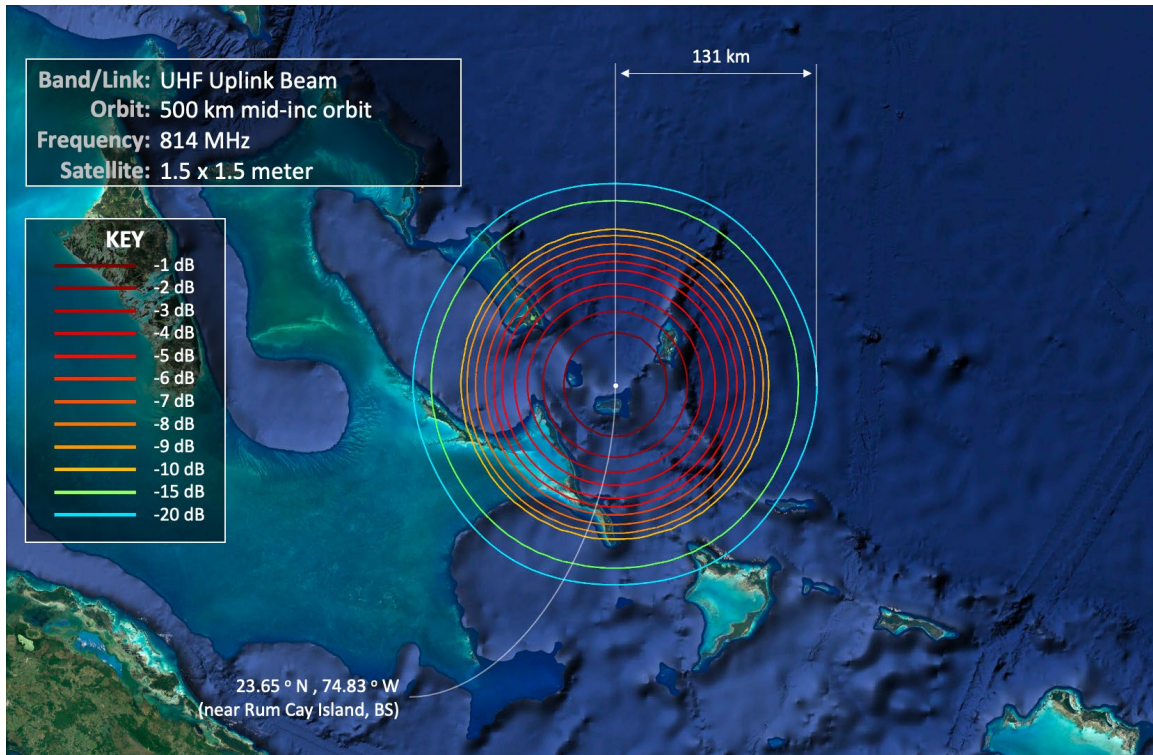 131 km
Band/Link: UHF Uplink Beam
Orbit: 500 km mid-inc orbit
Frequency: 814 MHz
Satellite: 1.5 x 1.5 meter
KEY
-1 dB
-2 dB
-3 dB
-4 dB
-5 dB
-6 dB
-7 dB
-8 dB
-9 dB
-10 dB
-15 dB
-20 dB
23.65 º N , 74.83 º W
(near Rum Cay Island, BS)